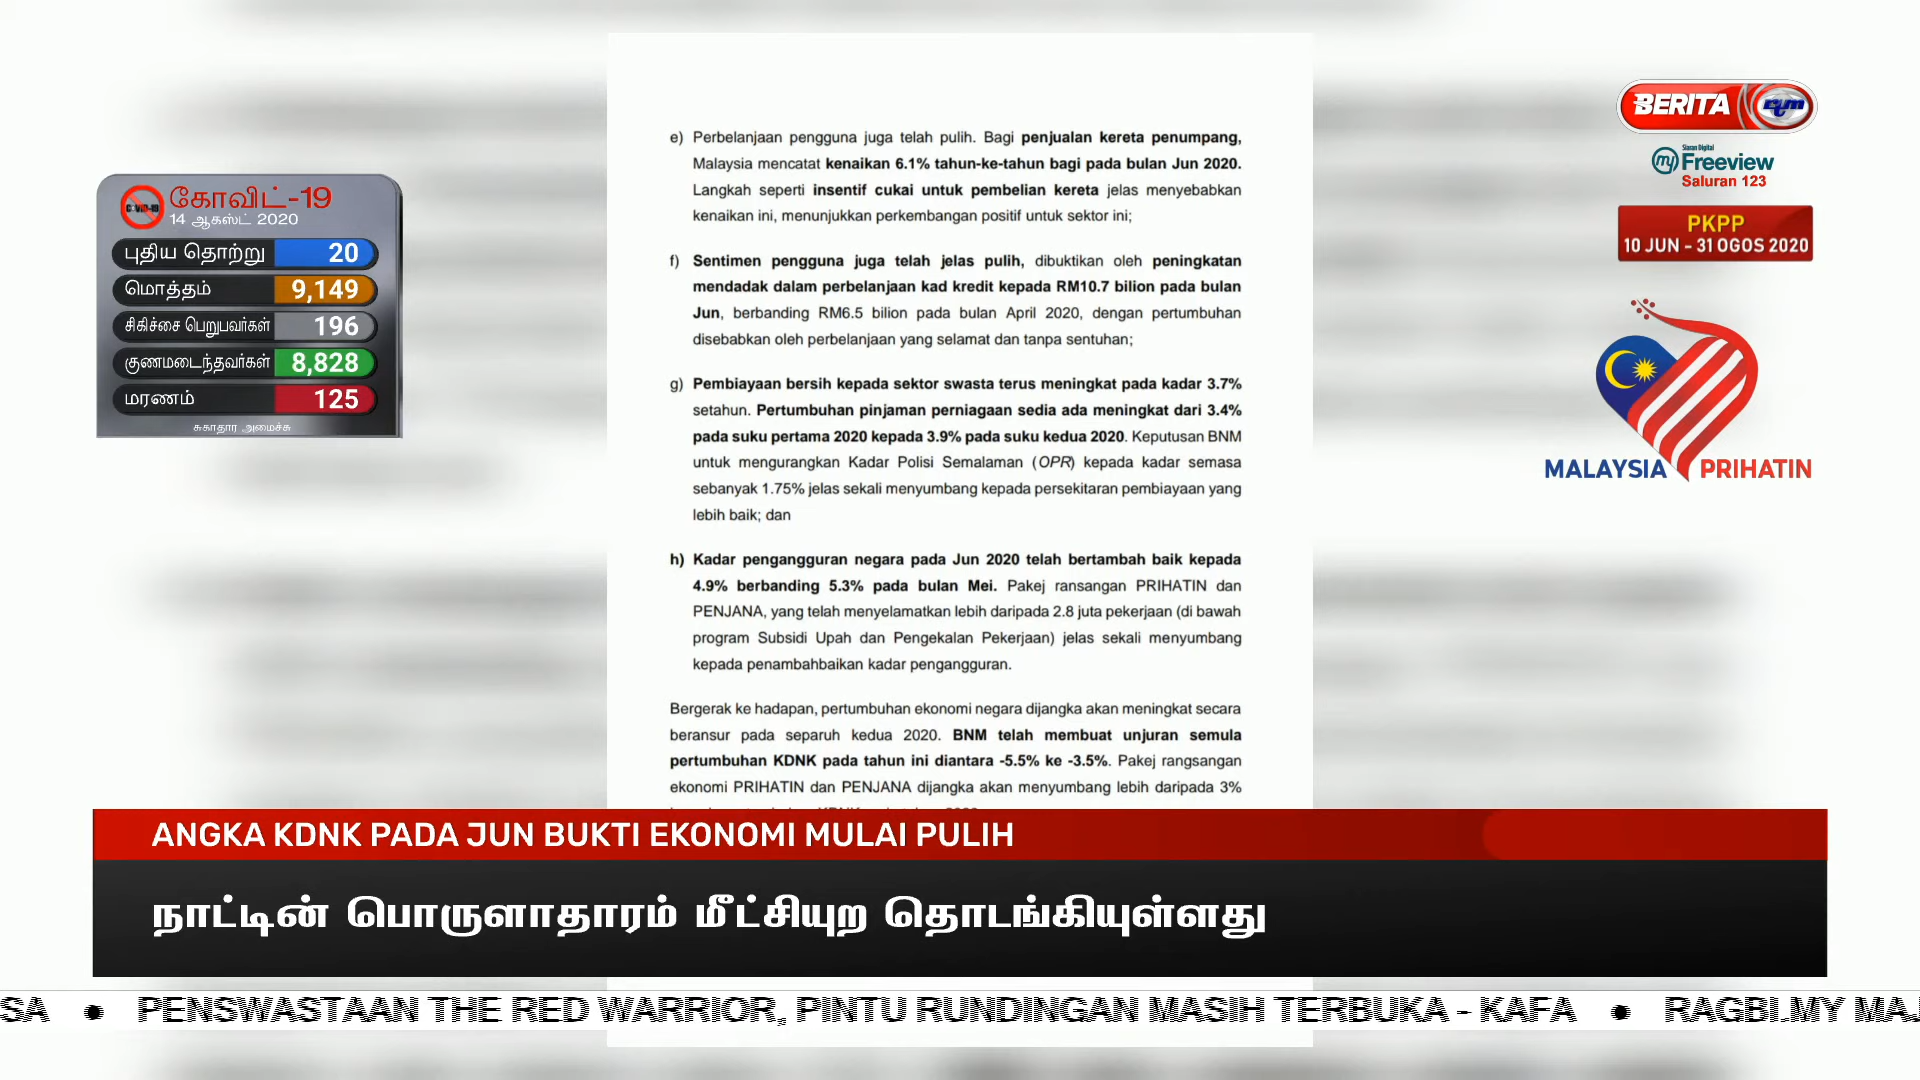 கோவிட்-19
14 ஆகஸ்ட் 2020
COVID-19
புதிய தொற்று 20
மொத்தம் 9,149
சிகிச்சை பெறுபவர்கள் 196
குணமடைந்தவர்கள் 8,828
மரணம் 125
சுகாதார அமைச்சு
e) Perbelanjaan pengguna juga telah pulih. Bagi penjualan kereta penumpang,
Malaysia mencatat kenaikan 6.1% tahun-ke-tahun bagi pada bulan Jun 2020.
Langkah seperti insentif cukai untuk pembelian kereta jelas menyebabkan
kenaikan ini, menunjukkan perkembangan positif untuk sektor ini;
f) Sentimen pengguna juga telah jelas pulih, dibuktikan oleh peningkatan
mendadak dalam perbelanjaan kad kredit kepada RM10.7 bilion pada bulan
Jun, berbanding RM6.5 bilion pada bulan April 2020, dengan pertumbuhan
disebabkan oleh perbelanjaan yang selamat dan tanpa sentuhan;
g) Pembiayaan bersih kepada sektor swasta terus meningkat pada kadar 3.7%
setahun. Pertumbuhan pinjaman perniagaan sedia ada meningkat dari 3.4%
pada suku pertama 2020 kepada 3.9% pada suku kedua 2020. Keputusan BNM
untuk mengurangkan Kadar Polisi Semalaman (OPR) kepada kadar semasa
sebanyak 1.75% jelas sekali menyumbang kepada persekitaran pembiayaan yang
lebih baik; dan
h) Kadar pengangguran negara pada Jun 2020 telah bertambah baik kepada
4.9% berbanding 5.3% pada bulan Mei. Pakej ransangan PRIHATIN dan
PENJANA, yang telah menyelamatkan lebih daripada 2.8 juta pekerjaan (di bawah
program Subsidi Upah dan Pengekalan Pekerjaan) jelas sekali menyumbang
kepada penambahbaikan kadar pengangguran.
Bergerak ke hadapan, pertumbuhan ekonomi negara dijangka akan meningkat secara
beransur pada separuh kedua 2020. BNM telah membuat unjuran semula
pertumbuhan KDNK pada tahun ini diantara -5.5% ke -3.5%. Pakej rangsangan
ekonomi PRIHATIN dan PENJANA dijangka akan menyumbang lebih daripada 3%
BERITA rtm
Siaran Digital
my Freeview
Saluran 123
PKPP
10 JUN - 31 OGOS 2020
MALAYSIA PRIHATIN
ANGKA KDNK PADA JUN BUKTI EKONOMI MULAI PULIH
நாட்டின் பொருளாதாரம் மீட்சியுற தொடங்கியுள்ளது
SA • PENSWASTAAN THE RED WARRIOR, PINTU RUNDINGAN MASIH TERBUKA - KAFA • RAGBI.MY MAJ